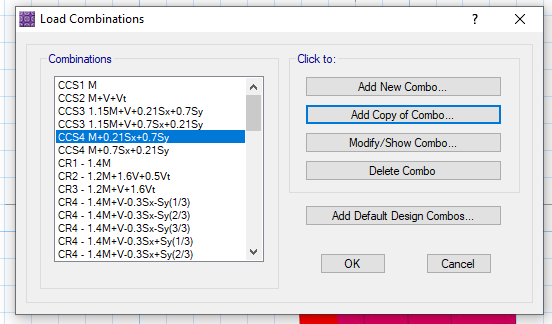 Load Combinations
?
Combinations
CCS1 M
CCS2 M+V+Vt
CCS3 1.15M+V+0.21Sx+0.7Sy
CCS3 1.15M+V+0.7Sx+0.21Sy
CCS4 M+0.21Sx+0.7Sy
CCS4 M+0.7Sx+0.21Sy
CR1 - 1.4M
CR2 - 1.2M+1.6V+0.5Vt
CR3 - 1.2M+V+1.6Vt
CR4 - 1.4M+V-0.3Sx-Sy(1/3)
CR4 - 1.4M+V-0.3Sx-Sy(2/3)
CR4 - 1.4M+V-0.3Sx-Sy(3/3)
CR4 - 1.4M+V-0.3Sx+Sy(1/3)
CR4 - 1.4M+V-0.3Sx+Sy(2/3)
Click to:
Add New Combo...
Add Copy of Combo...
Modify/Show Combo...
Delete Combo
Add Default Design Combos...
OK
Cancel